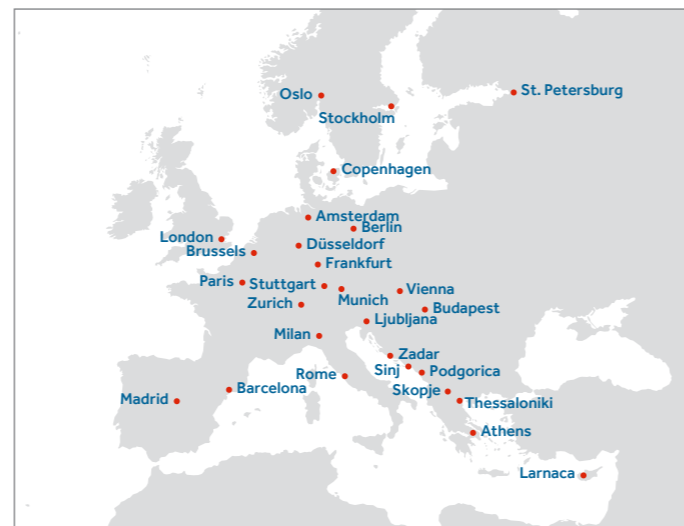 St. Petersburg
Oslo
Stockholm
Copenhagen
Amsterdam
Berlin
London
Düsseldorf
Brussels
Frankfurt
Paris
Stuttgart
Munich
Vienna
Zurich
Budapest
Ljubljana
Milan
Zadar
Sinj
Podgorica
Rome
Skopje
Barcelona
Madrid
Thessaloniki
Athens
Larnaca